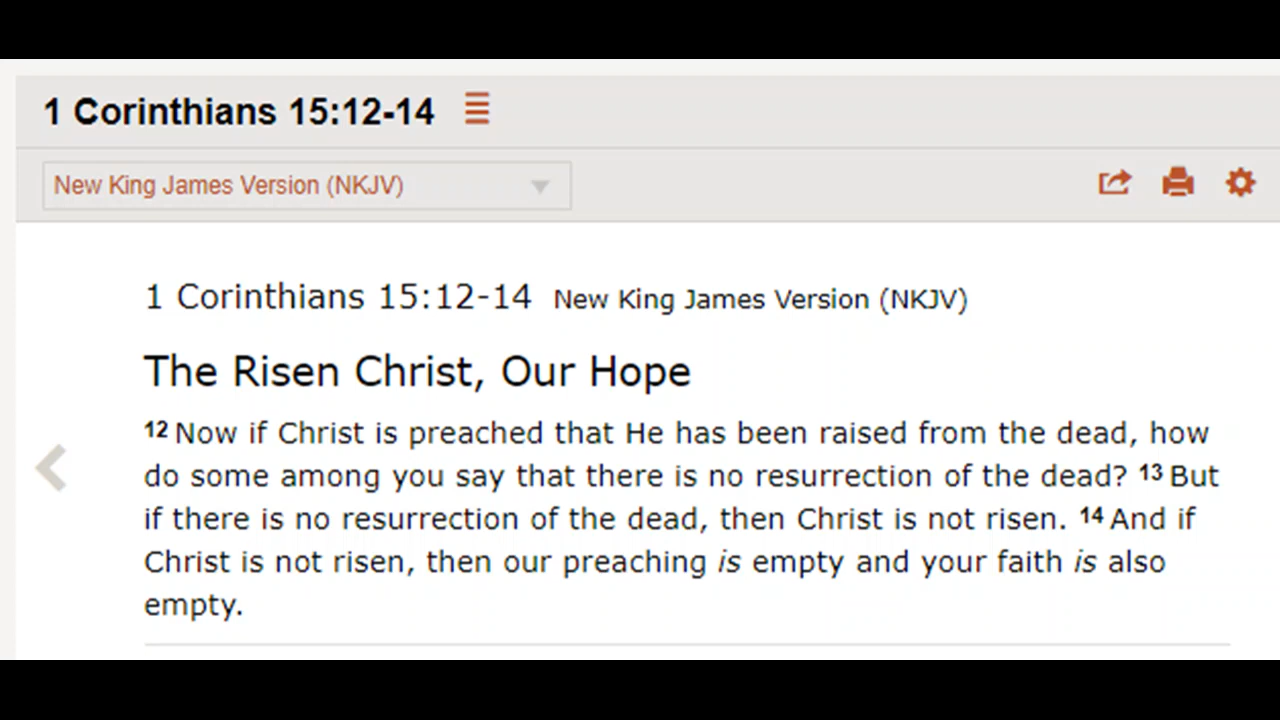 1 Corinthians 15:12-14
New King James Version (NKJV)
1 Corinthians 15:12-14 New King James Version (NKJV)
The Risen Christ, Our Hope
12 Now if Christ is preached that He has been raised from the dead, how
do some among you say that there is no resurrection of the dead? 13 But
if there is no resurrection of the dead, then Christ is not risen. 14 And if
Christ is not risen, then our preaching is empty and your faith is also
empty.